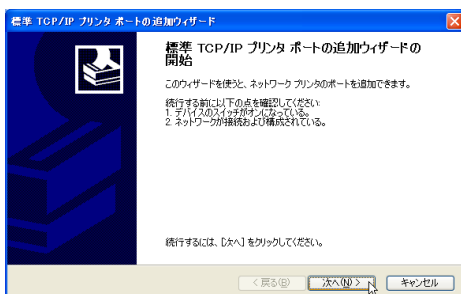 標準 TCP/IP プリンタ ポートの追加ウィザード
標準 TCP/IP プリンタ ポートの追加ウィザードの
開始
このウィザードを使うと、ネットワーク プリンタのポートを追加できます。
続行する前に以下の点を確認してください:
1. デバイスのスイッチがオンになっている。
2. ネットワークが接続および構成されている。
続行するには、[次へ] をクリックしてください。
< 戻る(B)
次へ(N) >
キャンセル